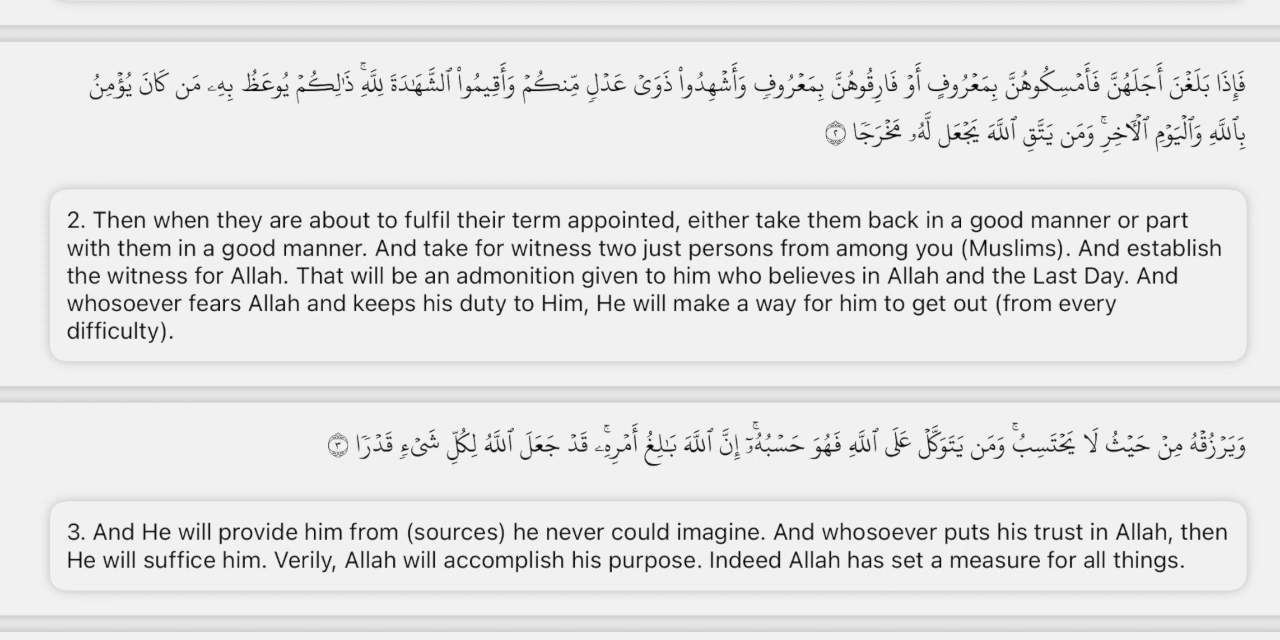 فَإِذَا بَلَغْنَ أَجَلَهُنَّ فَأَمْسِكُوهُنَّ بِمَعْرُوفٍ أَوْ فَارِقُوهُنَّ بِمَعْرُوفٍ وَأَشْهِدُوا۟ ذَوَىْ عَدْلٍ مِّنكُمْ وَأَقِيمُوا۟ ٱلشَّهَـٰدَةَ لِلَّهِ ۚ ذَٰلِكُمْ يُوعَظُ بِهِۦ مَن كَانَ يُؤْمِنُ
بِٱللَّهِ وَٱلْيَوْمِ ٱلْـَٔاخِرِ ۚ وَمَن يَتَّقِ ٱللَّهَ يَجْعَل لَّهُۥ مَخْرَجًا ۝٢
2. Then when they are about to fulfil their term appointed, either take them back in a good manner or part
with them in a good manner. And take for witness two just persons from among you (Muslims). And establish
the witness for Allah. That will be an admonition given to him who believes in Allah and the Last Day. And
whosoever fears Allah and keeps his duty to Him, He will make a way for him to get out (from every
difficulty).
وَيَرْزُقْهُ مِنْ حَيْثُ لَا يَحْتَسِبُ ۚ وَمَن يَتَوَكَّلْ عَلَى ٱللَّهِ فَهُوَ حَسْبُهُۥٓ ۚ إِنَّ ٱللَّهَ بَـٰلِغُ أَمْرِهِۦ ۚ قَدْ جَعَلَ ٱللَّهُ لِكُلِّ شَىْءٍ قَدْرًا ۝٣
3. And He will provide him from (sources) he never could imagine. And whosoever puts his trust in Allah, then
He will suffice him. Verily, Allah will accomplish his purpose. Indeed Allah has set a measure for all things.